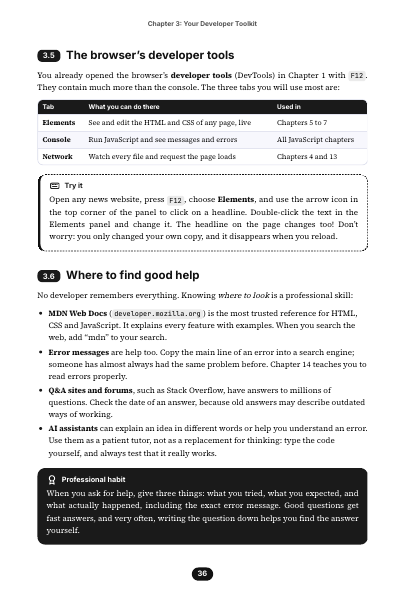 Chapter 3: Your Developer Toolkit
3.5 The browser’s developer tools
You already opened the browser’s developer tools (DevTools) in Chapter 1 with F12.
They contain much more than the console. The three tabs you will use most are:
Tab What you can do there Used in
Elements See and edit the HTML and CSS of any page, live Chapters 5 to 7
Console Run JavaScript and see messages and errors All JavaScript chapters
Network Watch every file and request the page loads Chapters 4 and 13
Try it
Open any news website, press F12, choose Elements, and use the arrow icon in
the top corner of the panel to click on a headline. Double-click the text in the
Elements panel and change it. The headline on the page changes too! Don’t
worry: you only changed your own copy, and it disappears when you reload.
3.6 Where to find good help
No developer remembers everything. Knowing where to look is a professional skill:
• MDN Web Docs (developer.mozilla.org) is the most trusted reference for HTML,
CSS and JavaScript. It explains every feature with examples. When you search the
web, add “mdn” to your search.
• Error messages are help too. Copy the main line of an error into a search engine;
someone has almost always had the same problem before. Chapter 14 teaches you to
read errors properly.
• Q&A sites and forums, such as Stack Overflow, have answers to millions of
questions. Check the date of an answer, because old answers may describe outdated
ways of working.
• AI assistants can explain an idea in different words or help you understand an error.
Use them as a patient tutor, not as a replacement for thinking: type the code
yourself, and always test that it really works.
Professional habit
When you ask for help, give three things: what you tried, what you expected, and
what actually happened, including the exact error message. Good questions get
fast answers, and very often, writing the question down helps you find the answer
yourself.
36